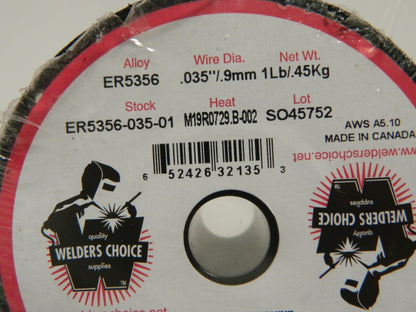 Alloy Wire Dia. Net Wt.
ER5356 .035"/.9mm 1Lb/.45Kg
Stock Heat Lot
ER5356-035-01 M19R0729.B-002 SO45752
AWS A5.10
MADE IN CANADA
www.welderschoice.net
6 52426 32135 3
quality
WELDERS CHOICE
supplies
W
TM
quality
WELDERS CHOICE
supplies
W
TM